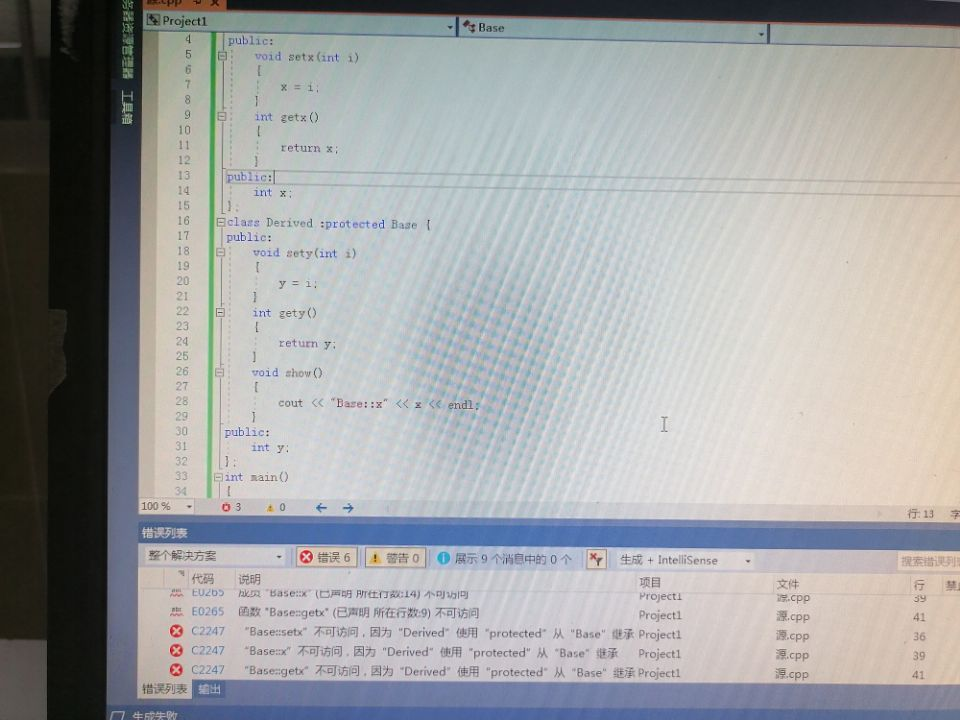 源.cpp
务器资源管理器 工具箱
Project1 Base
4 public:
5 void setx(int i)
6 {
7 x = i;
8 }
9 int getx()
10 {
11 return x;
12 }
13 public:
14 int x;
15 };
16 class Derived :protected Base {
17 public:
18 void sety(int i)
19 {
20 y = i;
21 }
22 int gety()
23 {
24 return y;
25 }
26 void show()
27 {
28 cout << "Base::x" << x << endl;
29 }
30 public:
31 int y;
32 };
33 int main()
34 {
100 % 3 0 行: 13 字
错误列表
整个解决方案 错误 6 警告 0 展示 9 个消息中的 0 个 生成 + IntelliSense 搜索错误列表
代码 说明 项目 文件 行 禁止
E0265 成员 "Base::x" (已声明 所在行数:14) 不可访问 Project1 源.cpp 39
E0265 函数 "Base::getx" (已声明 所在行数:9) 不可访问 Project1 源.cpp 41
C2247 “Base::setx”不可访问，因为“Derived”使用“protected”从“Base”继承 Project1 源.cpp 36
C2247 “Base::x”不可访问，因为“Derived”使用“protected”从“Base”继承 Project1 源.cpp 39
C2247 “Base::getx”不可访问，因为“Derived”使用“protected”从“Base”继承 Project1 源.cpp 41
错误列表 输出
生成失败